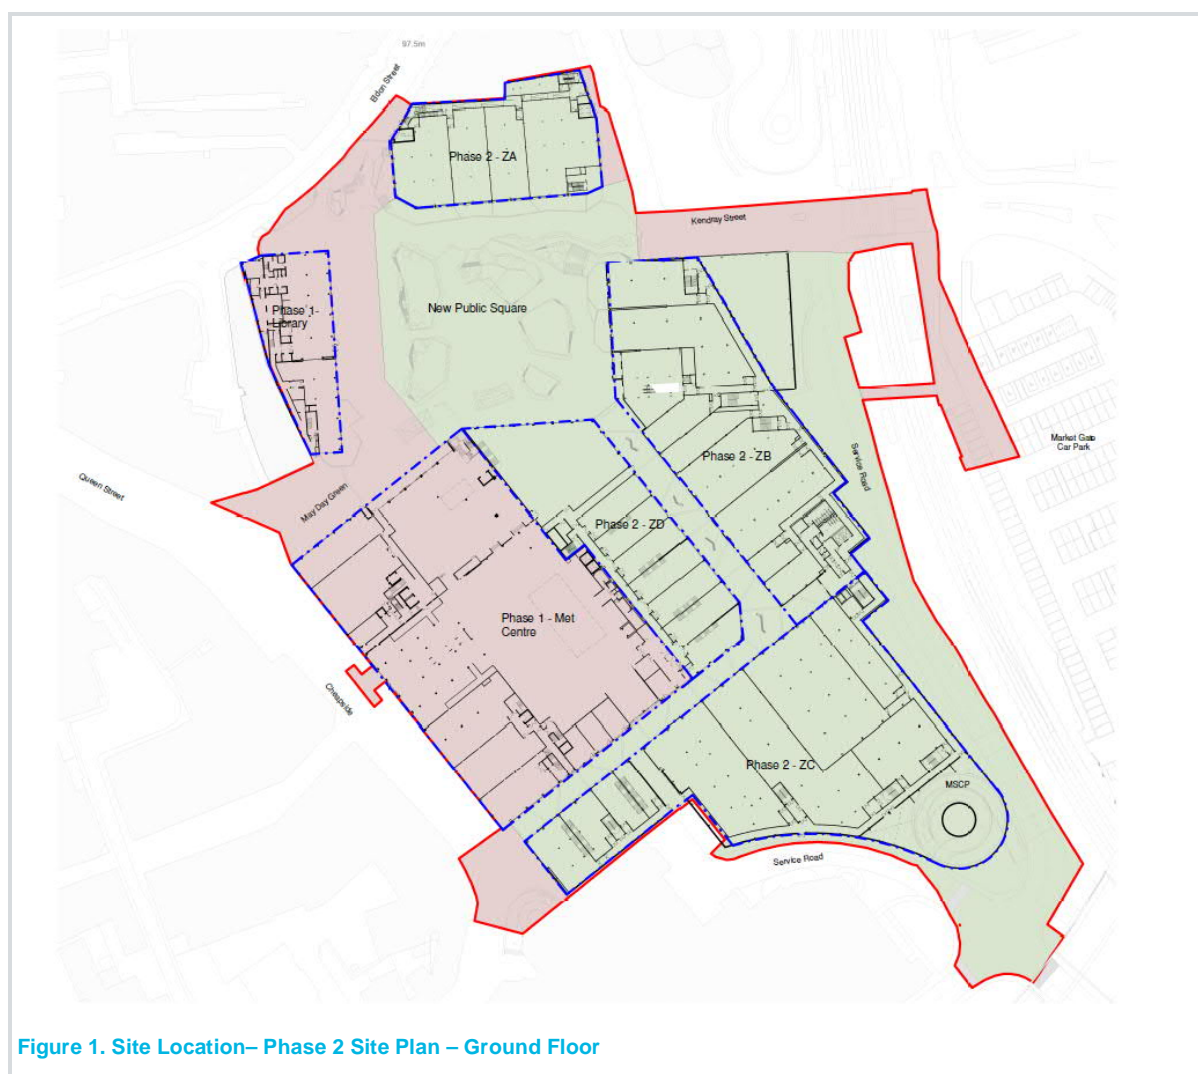 97.5m
Eldon Street
Phase 2 - ZA
Kendray Street
New Public Square
Phase 1-
Library
Market Gate
Car Park
Phase 2 - ZB
Service Road
Queen Street
May Day Green
Phase 2 - ZD
Phase 1 - Met
Centre
Cheapside
Phase 2 - ZC
MSCP
Service Road
Figure 1. Site Location– Phase 2 Site Plan – Ground Floor